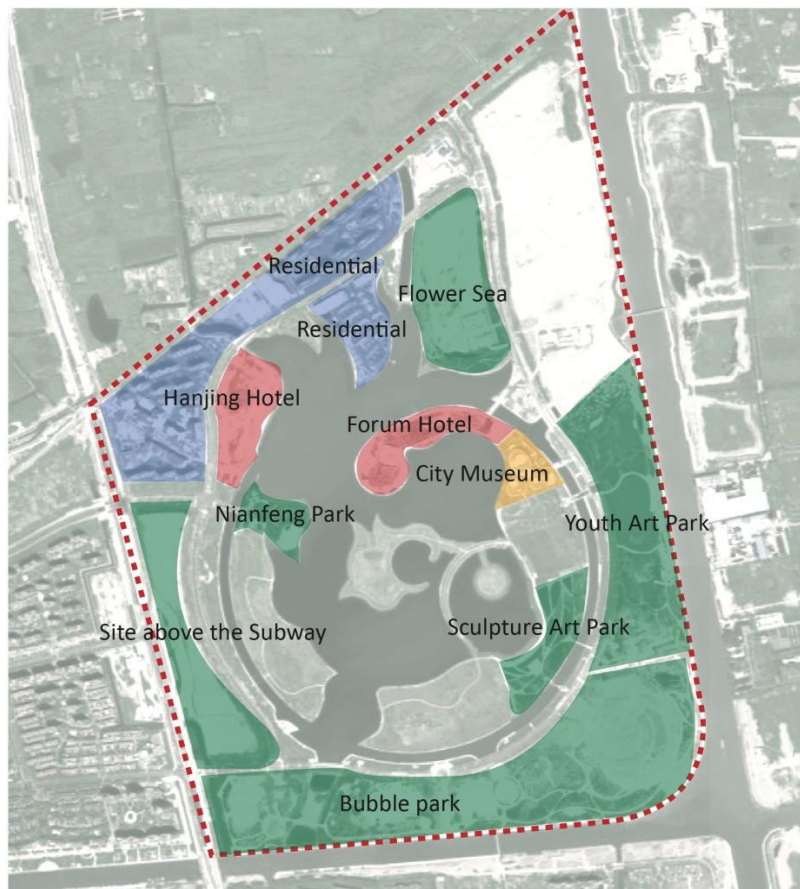 Residential
Flower Sea
Residential
Hanjing Hotel
Forum Hotel
City Museum
Nianfeng Park
Youth Art Park
Site above the Subway
Sculpture Art Park
Bubble park